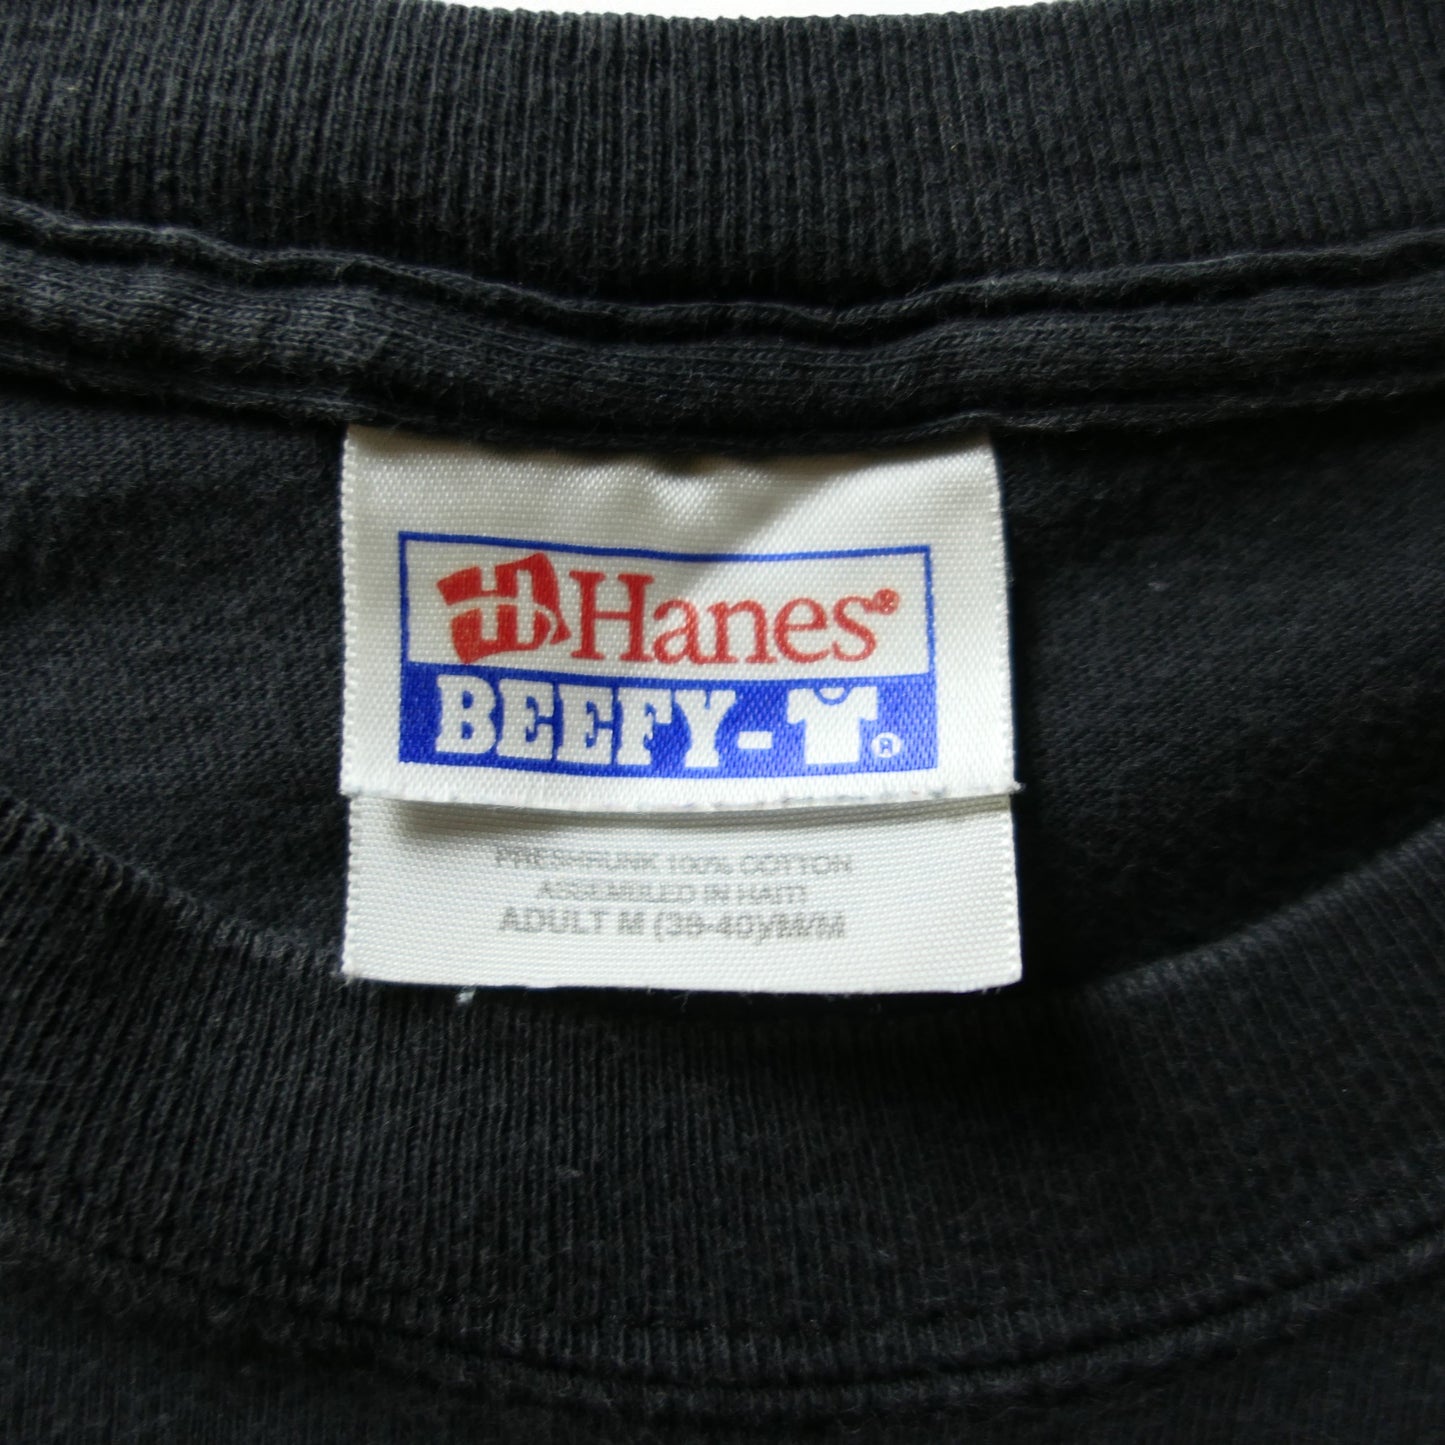 Hanes®
BEEFY-T®
PRESHRUNK 100% COTTON
ASSEMBLED IN HAITI
ADULT M (38-40)/M/M